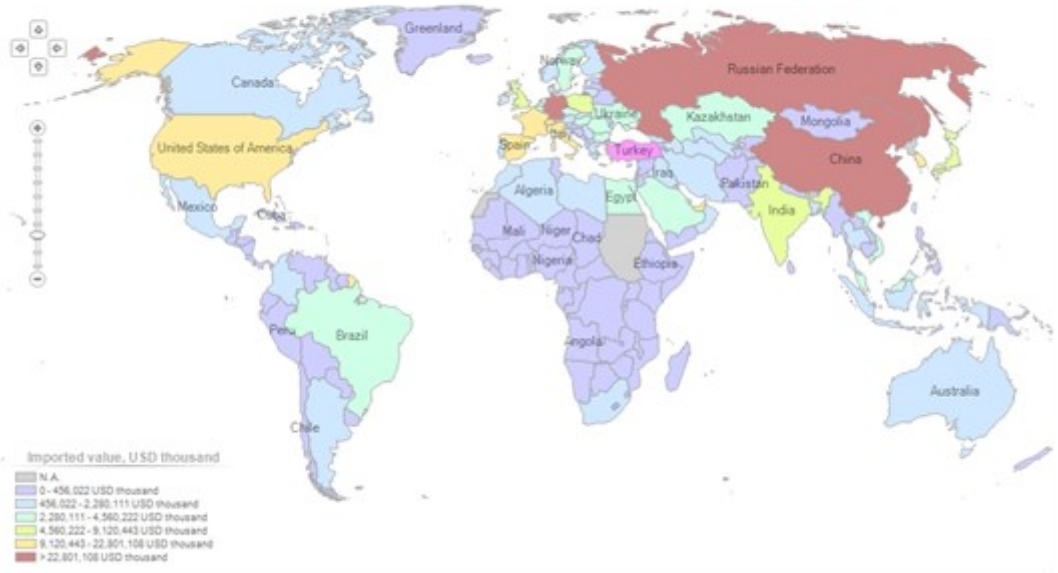 Greenland
Norway
Russian Federation
Canada
Ukraine
Kazakhstan
Mongolia
Italy
United States of America
Spain
Turkey
China
Iraq
Pakistan
Algeria
Egypt
Mexico
India
Cuba
Mali
Niger
Chad
Nigeria
Ethiopia
Peru
Brazil
Angola
Australia
Chile
Imported value, USD thousand
N.A.
0 - 456,022 USD thousand
456,022 - 2,280,111 USD thousand
2,280,111 - 4,560,222 USD thousand
4,560,222 - 9,120,443 USD thousand
9,120,443 - 22,801,108 USD thousand
> 22,801,108 USD thousand